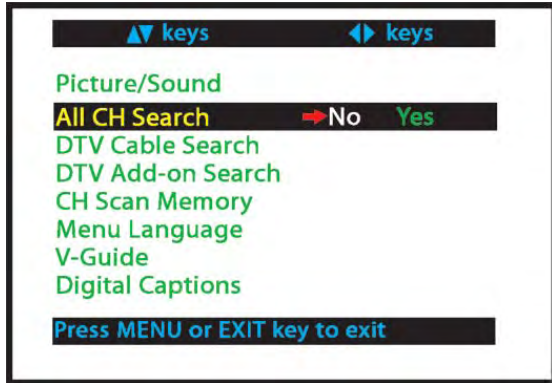 ▲▼ keys ◀▶ keys
Picture/Sound
All CH Search ➡No Yes
DTV Cable Search
DTV Add-on Search
CH Scan Memory
Menu Language
V-Guide
Digital Captions
Press MENU or EXIT key to exit